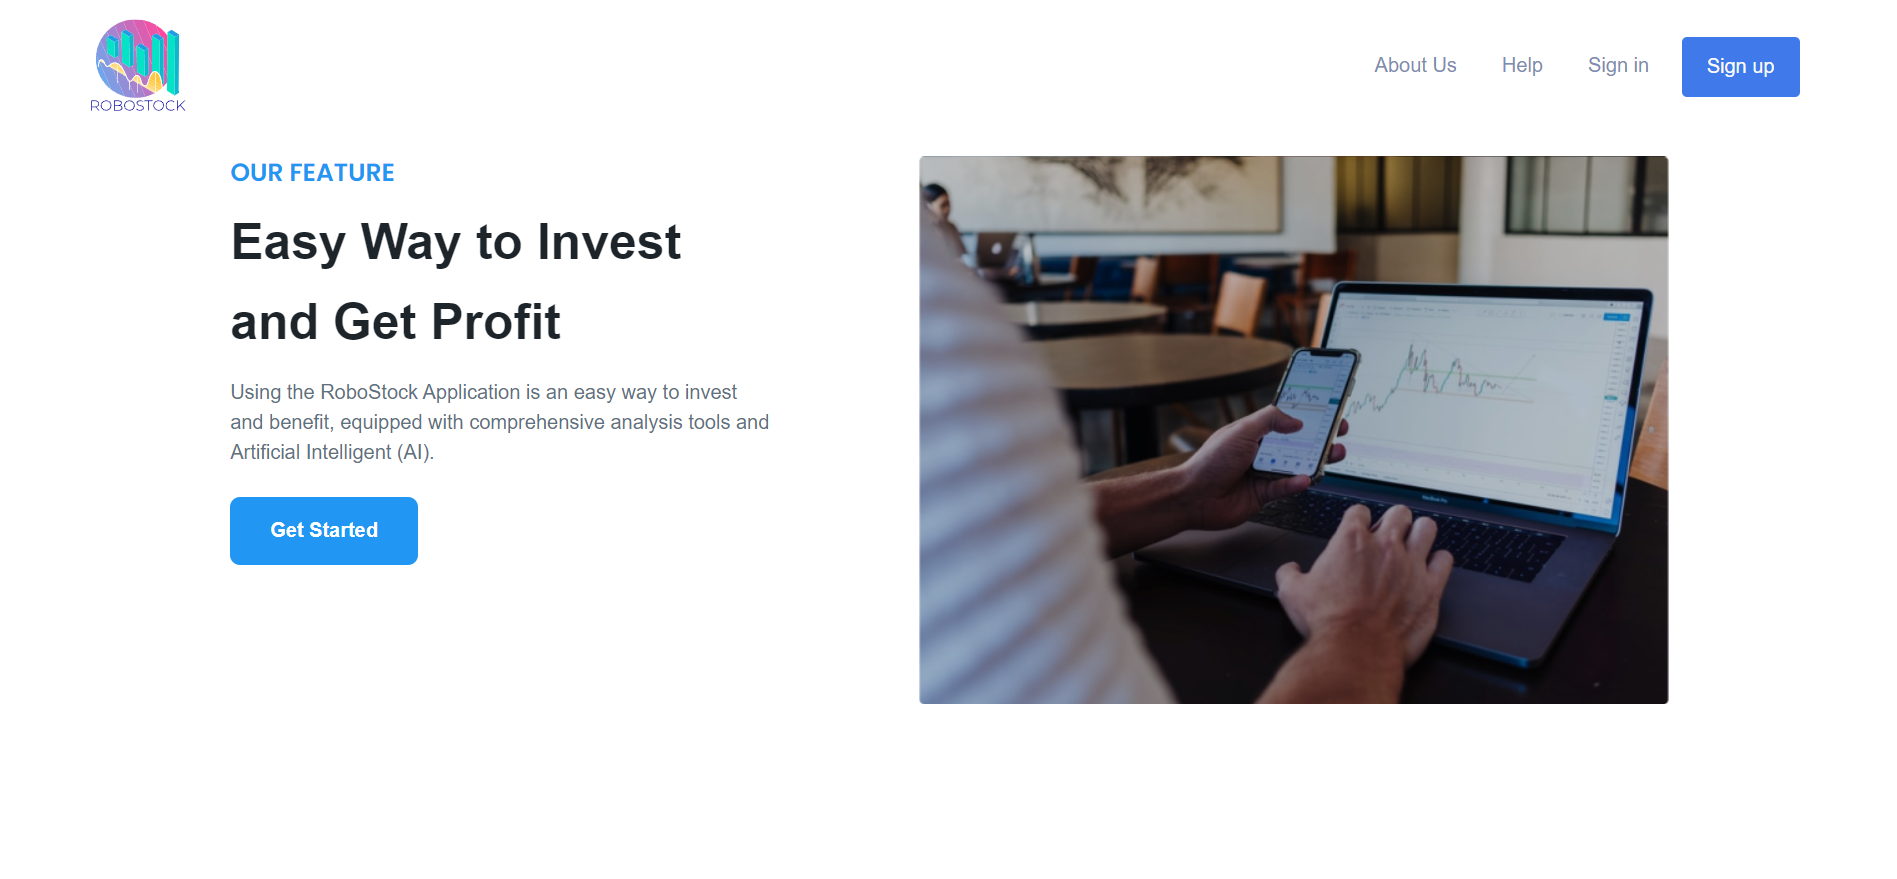 ROBOSTOCK
About Us Help Sign in Sign up
OUR FEATURE
Easy Way to Invest
and Get Profit
Using the RoboStock Application is an easy way to invest
and benefit, equipped with comprehensive analysis tools and
Artificial Intelligent (AI).
Get Started
MacBook Pro